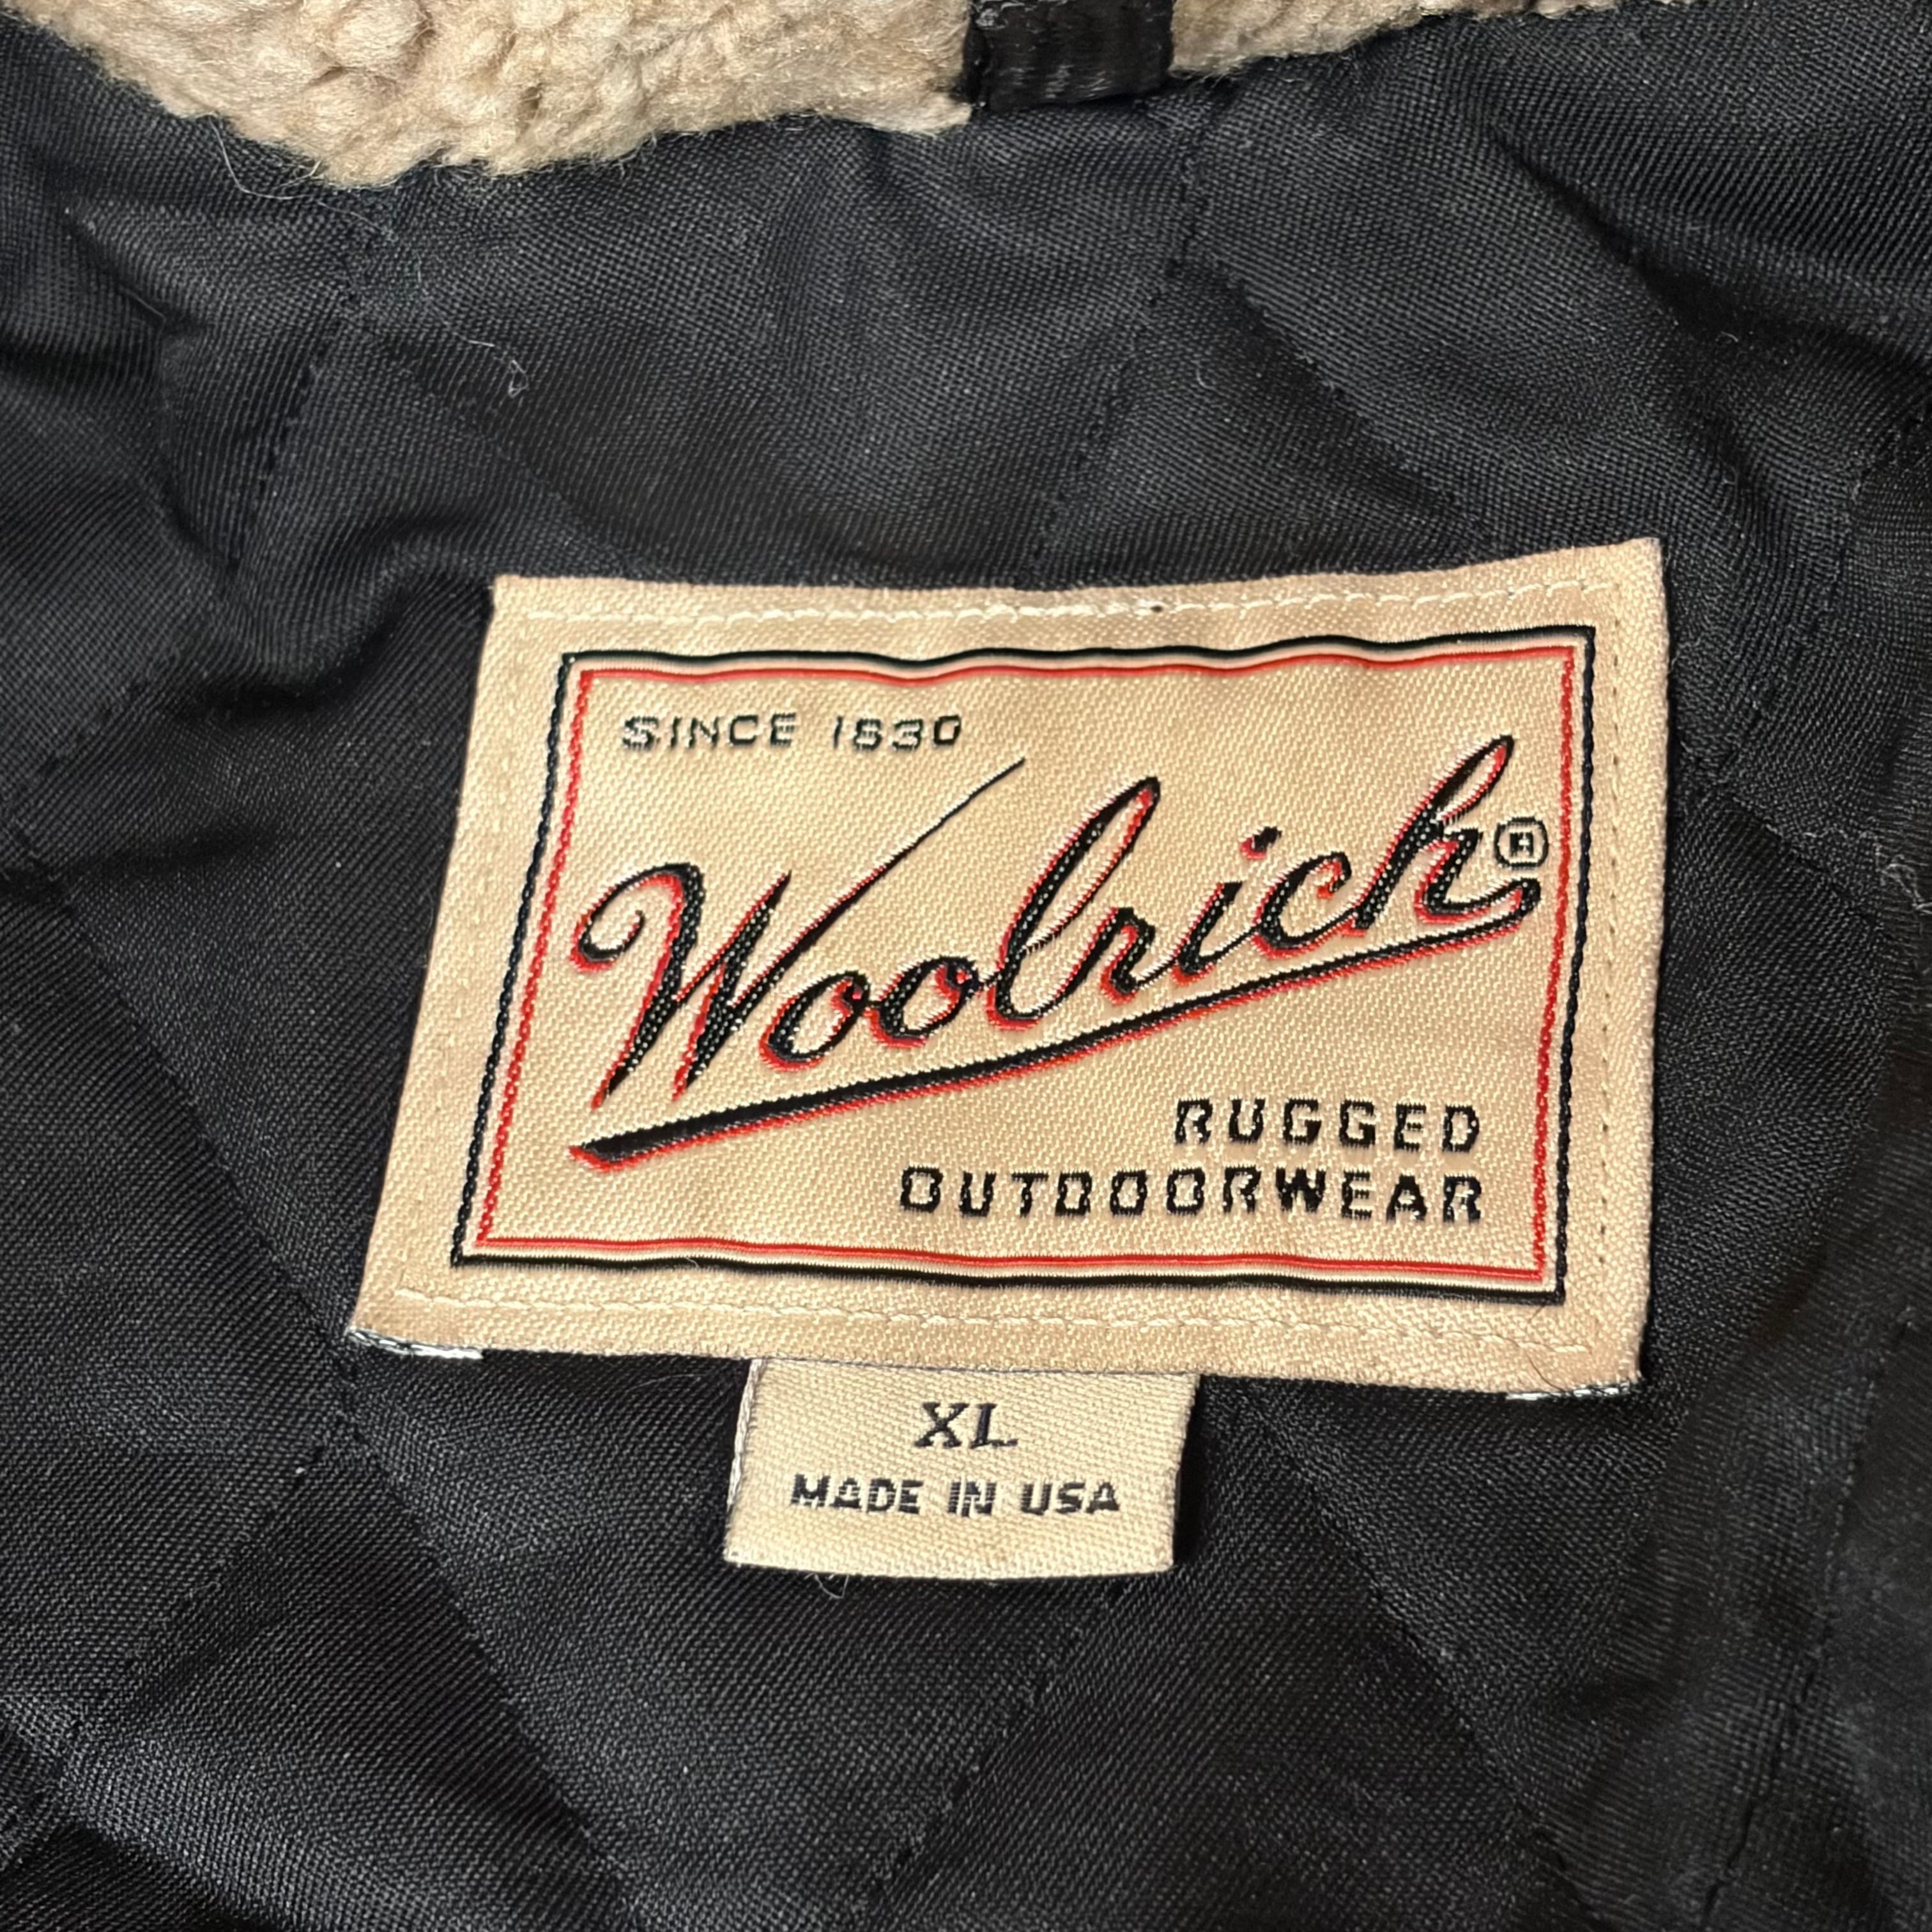 SINCE 1830
Woolrich®
RUGGED
OUTDOORWEAR
XL
MADE IN USA